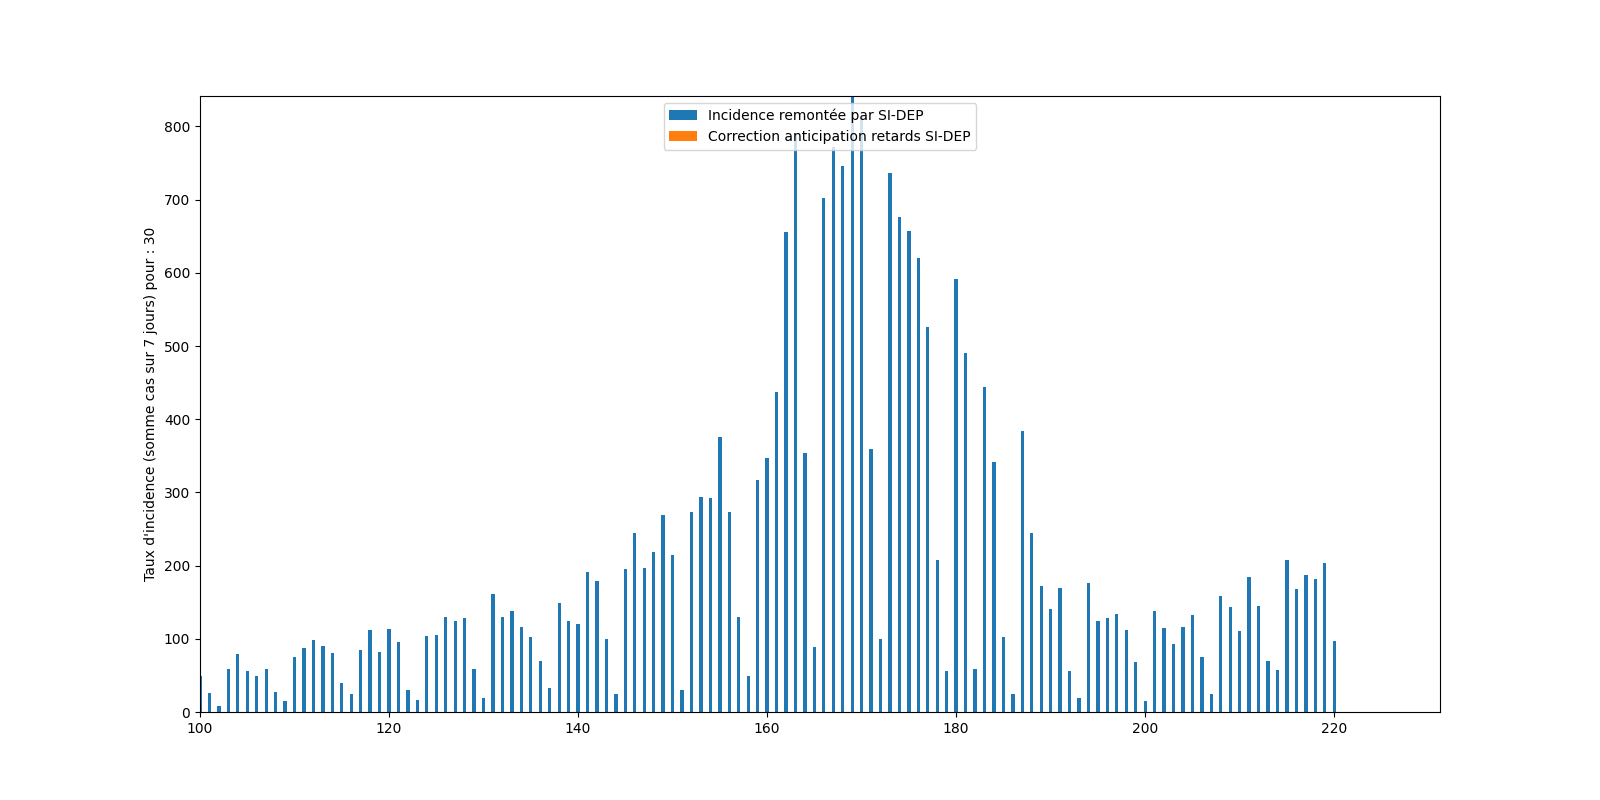 Incidence remontée par SI-DEP
Correction anticipation retards SI-DEP
Taux d'incidence (somme cas sur 7 jours) pour : 30
800
700
600
500
400
300
200
100
0
100 120 140 160 180 200 220